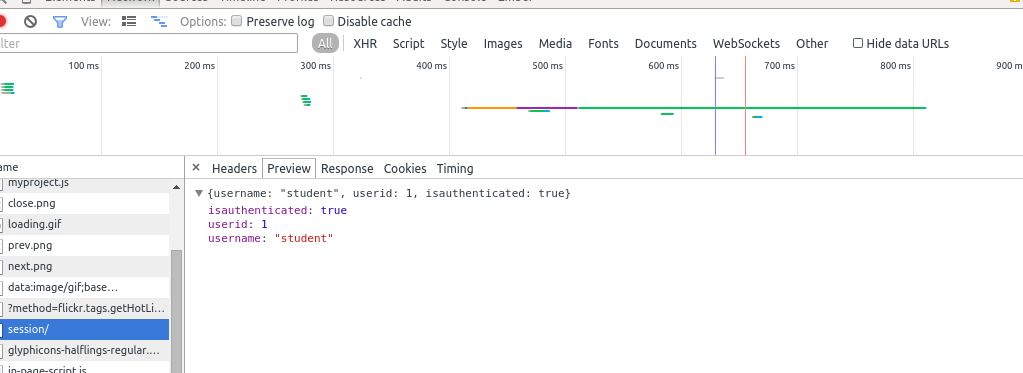 View: Options: Preserve log Disable cache
All XHR Script Style Images Media Fonts Documents WebSockets Other Hide data URLs
100 ms 200 ms 300 ms 400 ms 500 ms 600 ms 700 ms 800 ms 900 m
× Headers Preview Response Cookies Timing
myproject.js
close.png
loading.gif
prev.png
next.png
data:image/gif;base...
?method=flickr.tags.getHotLi...
session/
glyphicons-halflings-regular....
in-page-script.js
{username: "student", userid: 1, isauthenticated: true}
isauthenticated: true
userid: 1
username: "student"